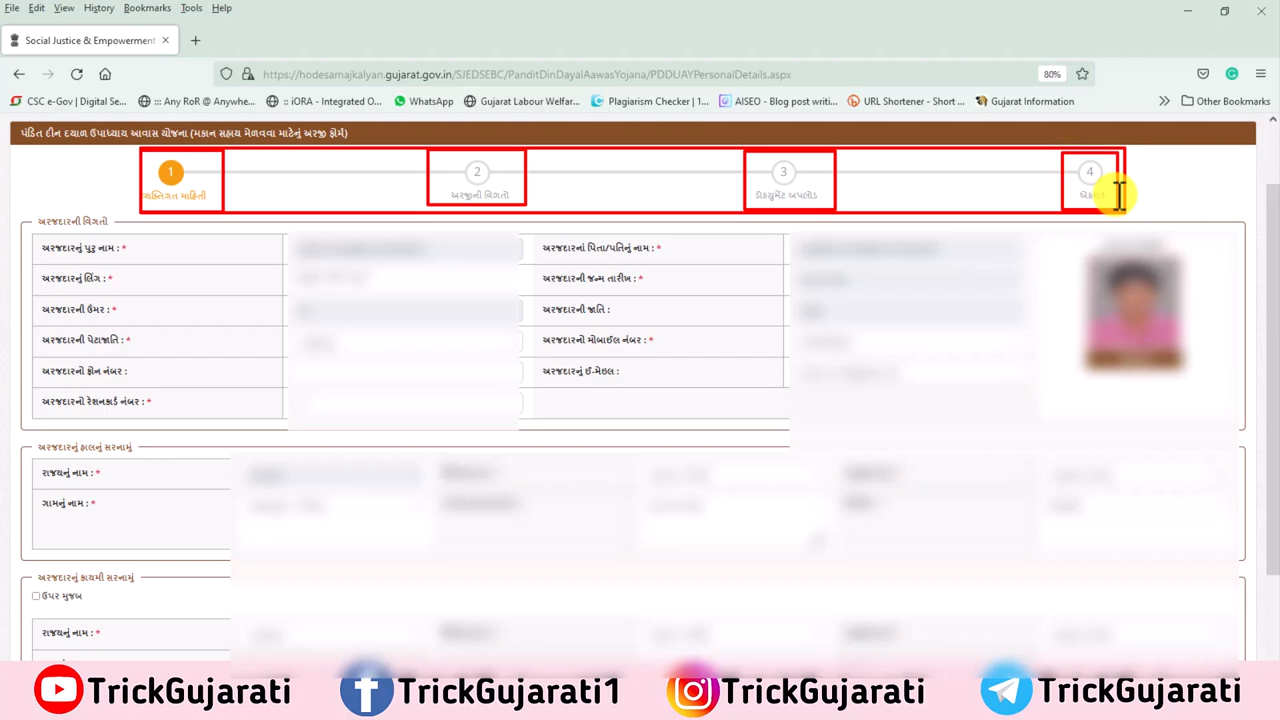 File Edit View History Bookmarks Tools Help
Social Justice & Empowerment
https://hodesamajkalyan.gujarat.gov.in/SJEDSEBC/PanditDinDayalAawasYojana/PDDUAYPersonalDetails.aspx 80%
CSC e-Gov | Digital Se... ::: Any RoR @ Anywhe... :: iORA - Integrated O... WhatsApp Gujarat Labour Welfar... Plagiarism Checker | 1... AISEO - Blog post writi... URL Shortener - Short ... Gujarat Information Other Bookmarks
પંડિત દીન દયાળ ઉપાધ્યાય આવાસ યોજના (મકાન સહાય મેળવવા માટેનું અરજી ફોર્મ)
1 2 3 4
વ્યક્તિગત માહિતી અરજીની વિગતો ડૉક્યુમેંટ અપલોડ
અરજદારની વિગતો
અરજદારનું પુરૂ નામ : * અરજદારનાં પિતા/પતિનું નામ : *
અરજદારનું લિંગ : * અરજદારની જન્મ તારીખ : *
અરજદારની ઉંમર : * અરજદારની જાતિ :
અરજદારની પેટાજાતિ : * અરજદારનો મોબાઈલ નંબર : *
અરજદારનો ફોન નંબર : અરજદારનું ઈ-મેઇલ :
અરજદારનો રેશનકાર્ડ નંબર : *
અરજદારનું હાલનું સરનામું
રાજ્યનું નામ : *
ગામનું નામ : *
અરજદારનું કાયમી સરનામું
ઉપર મુજબ
રાજ્યનું નામ : *
TrickGujarati TrickGujarati1 TrickGujarati TrickGujarati